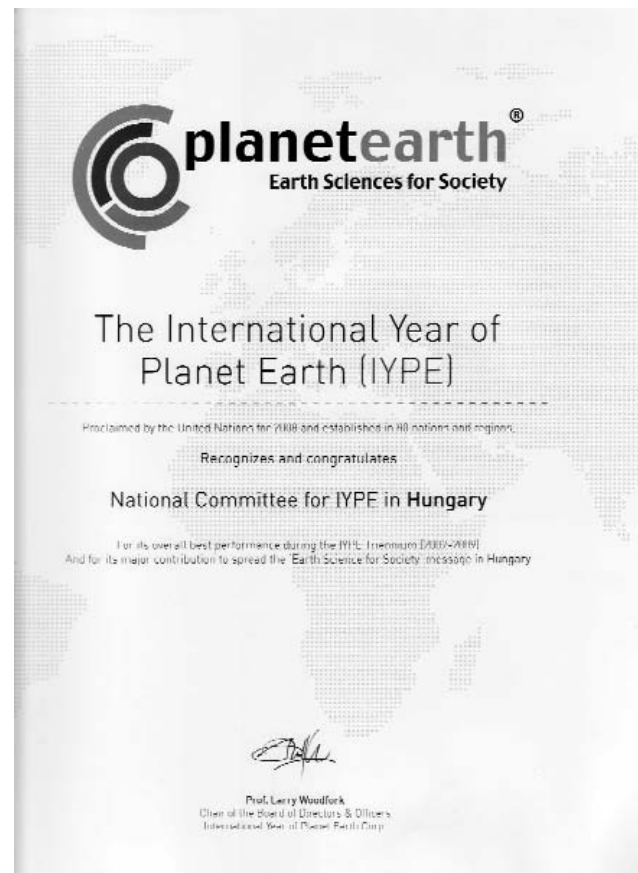 planetearth®
Earth Sciences for Society
The International Year of
Planet Earth (IYPE)
Proclaimed by the United Nations for 2008 and established in 80 nations and regions,
Recognizes and congratulates
National Committee for IYPE in Hungary
For its overall best performance during the IYPE Triennium (2007-2009)
And for its major contribution to spread the 'Earth Science for Society' message in Hungary
Prof. Larry Woodfork
Chair of the Board of Directors & Officers
International Year of Planet Earth Corp.